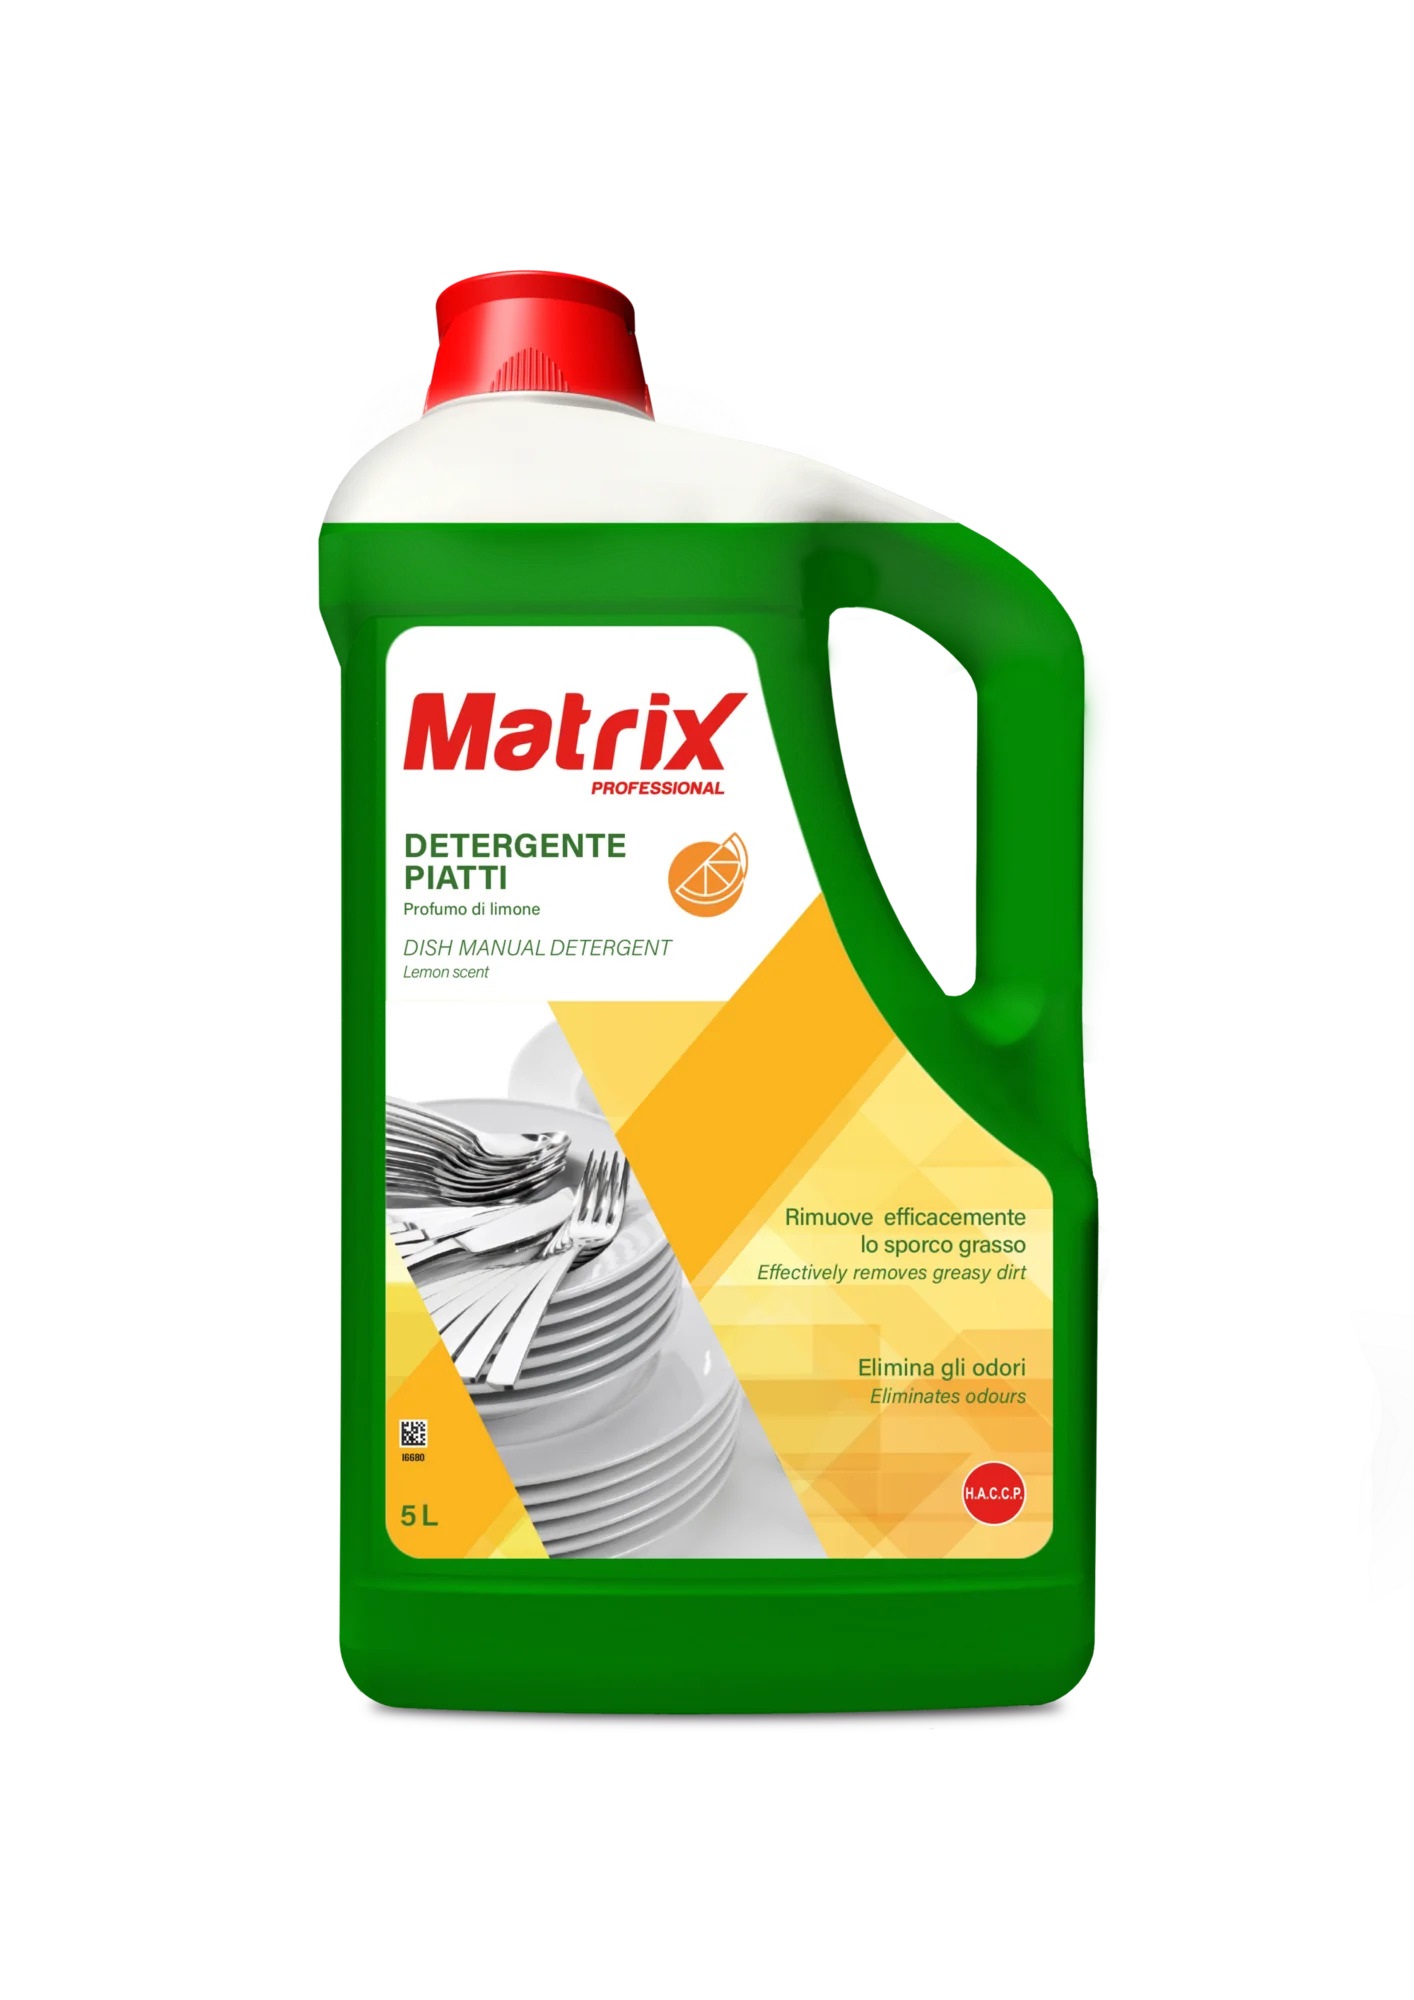 Matrix
PROFESSIONAL
DETERGENTE
PIATTI
Profumo di limone
DISH MANUAL DETERGENT
Lemon scent
Rimuove efficacemente
lo sporco grasso
Effectively removes greasy dirt
Elimina gli odori
Eliminates odours
I6680
5 L
H.A.C.C.P.